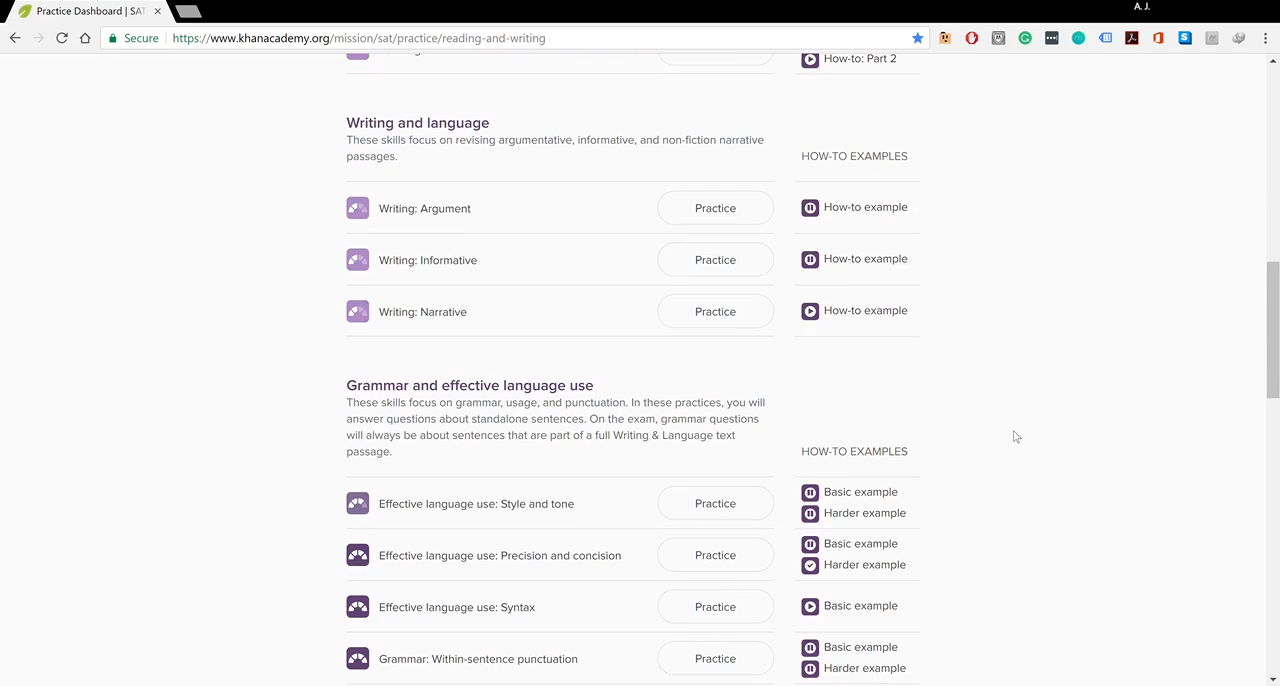 A. J.
Practice Dashboard | SAT
Secure
https://www.khanacademy.org/mission/sat/practice/reading-and-writing
How-to: Part 2
Writing and language
These skills focus on revising argumentative, informative, and non-fiction narrative
passages.
HOW-TO EXAMPLES
Writing: Argument
Practice
How-to example
Writing: Informative
Practice
How-to example
Writing: Narrative
Practice
How-to example
Grammar and effective language use
These skills focus on grammar, usage, and punctuation. In these practices, you will
answer questions about standalone sentences. On the exam, grammar questions
will always be about sentences that are part of a full Writing & Language text
passage.
HOW-TO EXAMPLES
Effective language use: Style and tone
Practice
Basic example
Harder example
Effective language use: Precision and concision
Practice
Basic example
Harder example
Effective language use: Syntax
Practice
Basic example
Grammar: Within-sentence punctuation
Practice
Basic example
Harder example